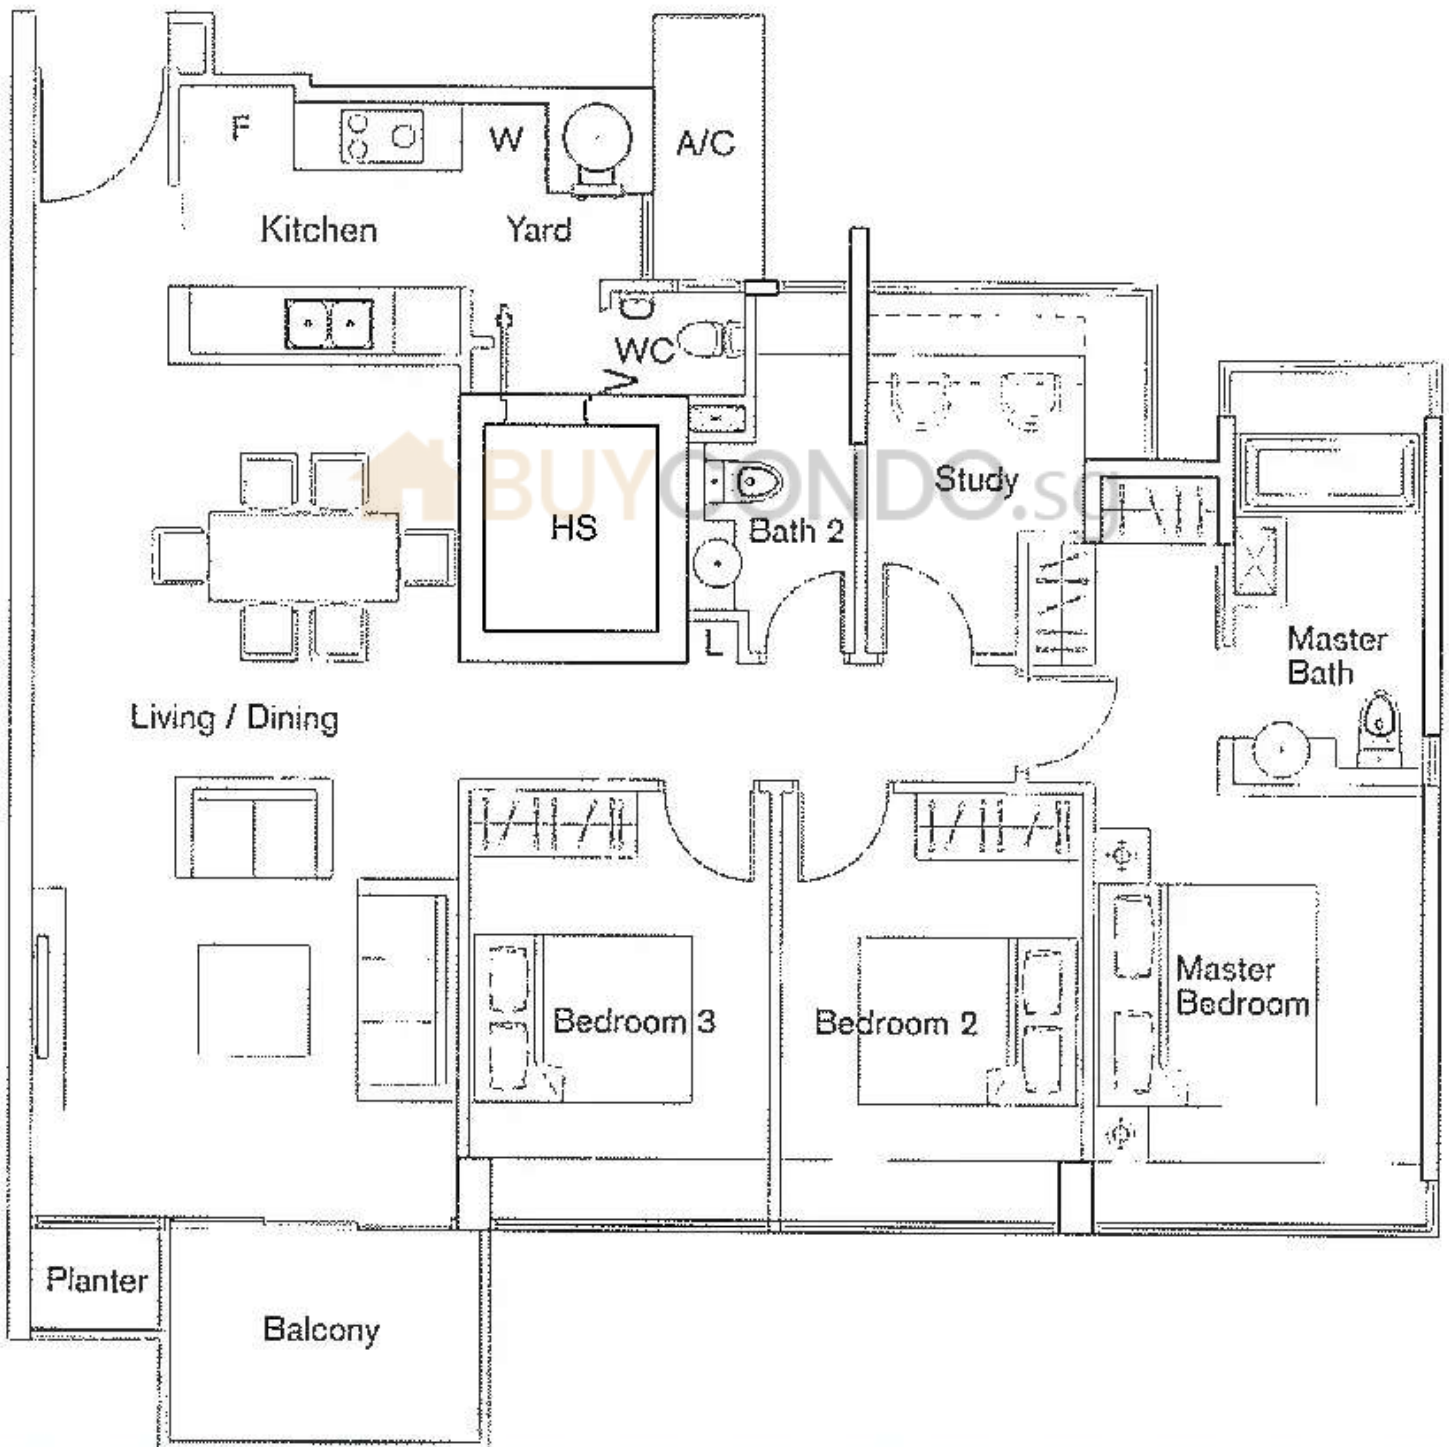 F
W
A/C
Kitchen
Yard
WC
BUYCONDO.sg
HS
Study
Bath 2
L
Master
Bath
Living / Dining
Master
Bedroom
Bedroom 3
Bedroom 2
Planter
Balcony